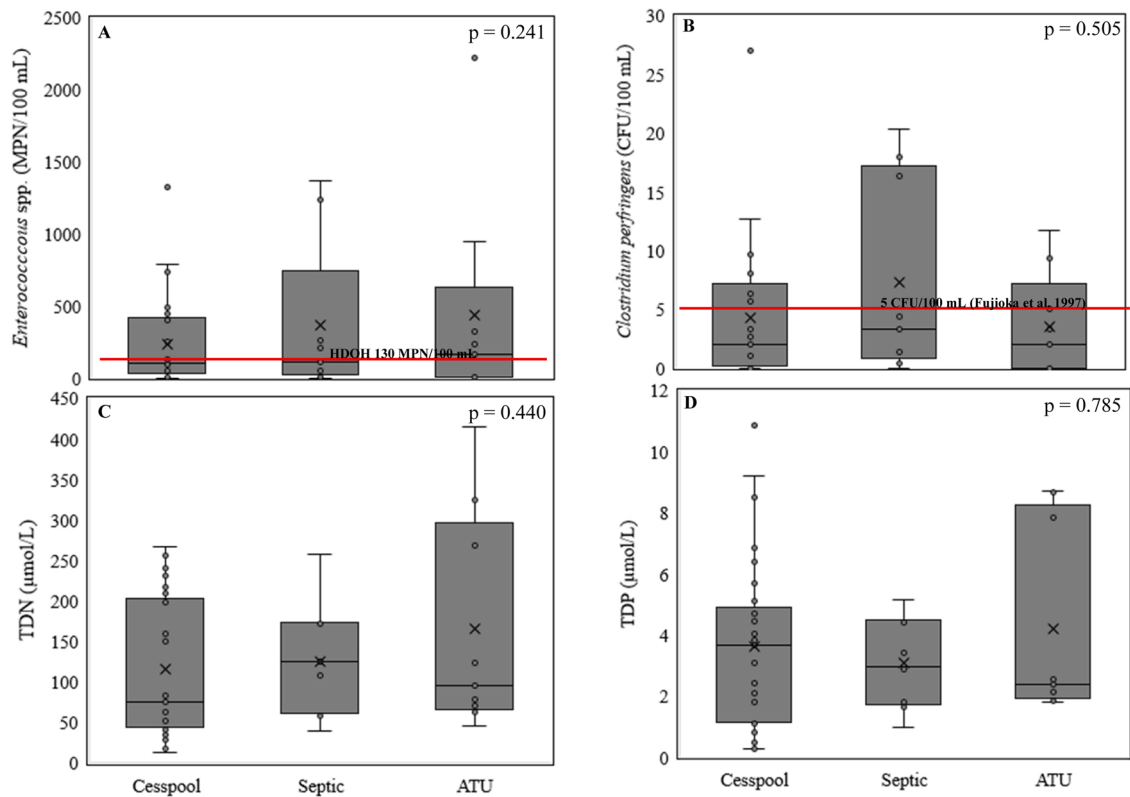 A
p = 0.241
Enterococccous spp. (MPN/100 mL)
2500
2000
1500
1000
500
0
HDOH 130 MPN/100 mL
B
p = 0.505
Clostridium perfringens (CFU/100 mL)
30
25
20
15
10
5
0
5 CFU/100 mL (Fujioka et al. 1997)
C
p = 0.440
TDN (µmol/L)
450
400
350
300
250
200
150
100
50
0
Cesspool
Septic
ATU
D
p = 0.785
TDP (µmol/L)
12
10
8
6
4
2
0
Cesspool
Septic
ATU